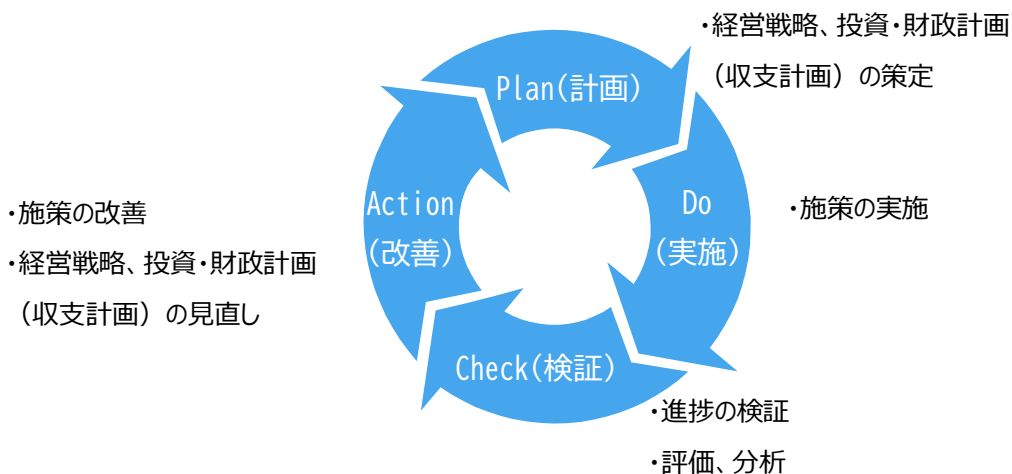 ・経営戦略、投資・財政計画
（収支計画）の策定
Plan(計画)
Do
(実施)
・施策の実施
Check(検証)
・進捗の検証
・評価、分析
Action
(改善)
・施策の改善
・経営戦略、投資・財政計画
（収支計画）の見直し